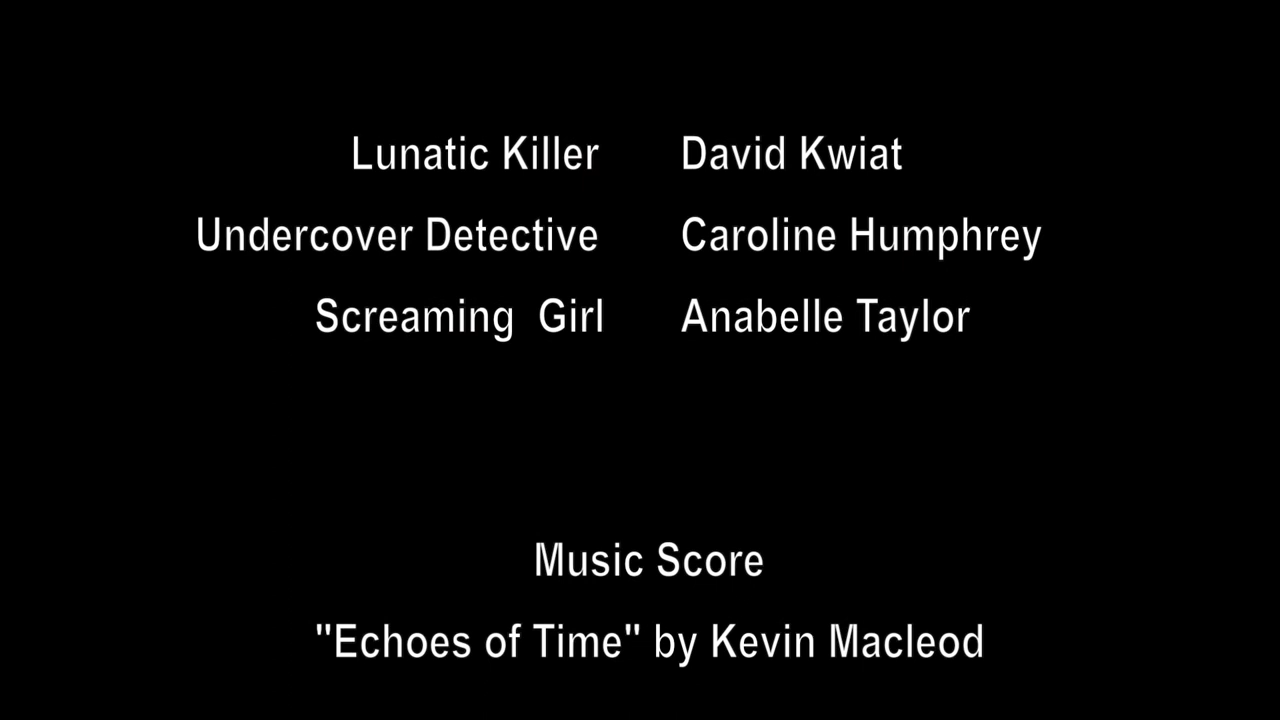 Lunatic Killer David Kwiat
Undercover Detective Caroline Humphrey
Screaming  Girl Anabelle Taylor
Music Score
"Echoes of Time" by Kevin Macleod